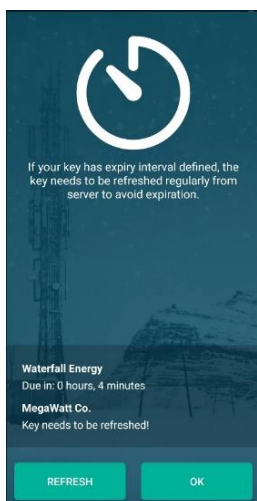 If your key has expiry interval defined, the
key needs to be refreshed regularly from
server to avoid expiration.
Waterfall Energy
Due in: 0 hours, 4 minutes
MegaWatt Co.
Key needs to be refreshed!
REFRESH
OK